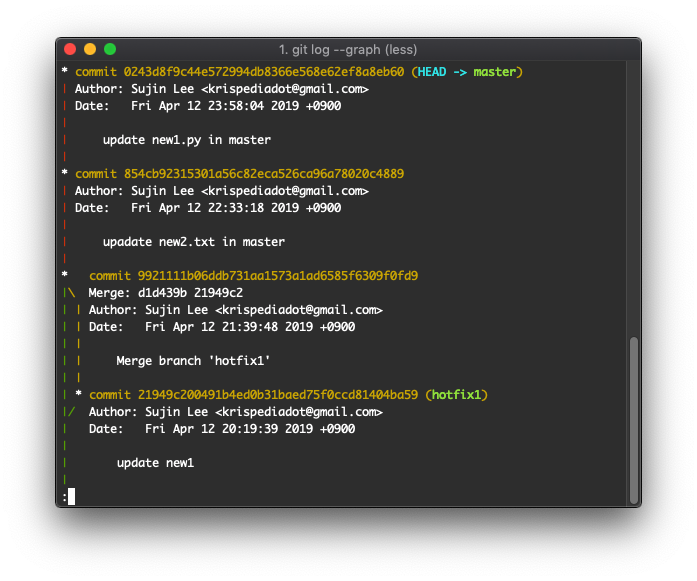 1. git log --graph (less)
* commit 0243d8f9c44e572994db8366e568e62ef8a8eb60 (HEAD -> master)
| Author: Sujin Lee <krispediadot@gmail.com>
| Date:   Fri Apr 12 23:58:04 2019 +0900
|
|     update new1.py in master
|
* commit 854cb92315301a56c82eca526ca96a78020c4889
| Author: Sujin Lee <krispediadot@gmail.com>
| Date:   Fri Apr 12 22:33:18 2019 +0900
|
|     upadate new2.txt in master
|
*   commit 9921111b06ddb731aa1573a1ad6585f6309f0fd9
|\  Merge: d1d439b 21949c2
| | Author: Sujin Lee <krispediadot@gmail.com>
| | Date:   Fri Apr 12 21:39:48 2019 +0900
| |
| |     Merge branch 'hotfix1'
| |
| * commit 21949c200491b4ed0b31baed75f0ccd81404ba59 (hotfix1)
|/  Author: Sujin Lee <krispediadot@gmail.com>
|   Date:   Fri Apr 12 20:19:39 2019 +0900
|
|       update new1
|
: